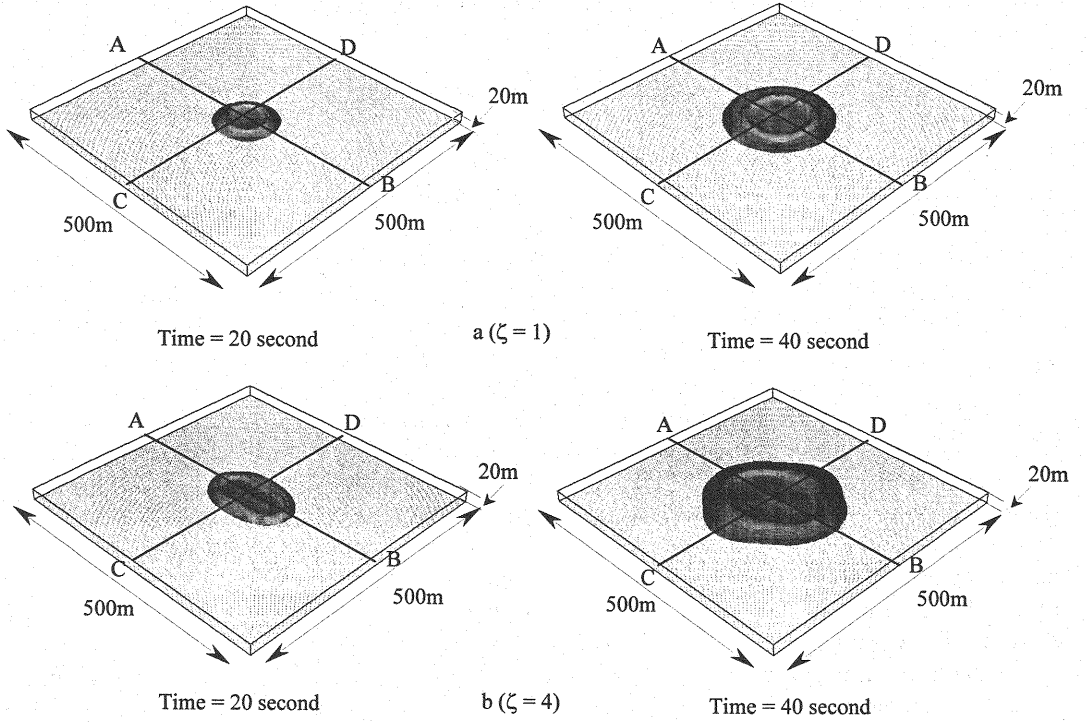 A
D
20m
C
B
500m
500m
A
D
20m
C
B
500m
500m
Time = 20 second
a (ζ = 1)
Time = 40 second
A
D
20m
C
B
500m
500m
A
D
20m
C
B
500m
500m
Time = 20 second
b (ζ = 4)
Time = 40 second